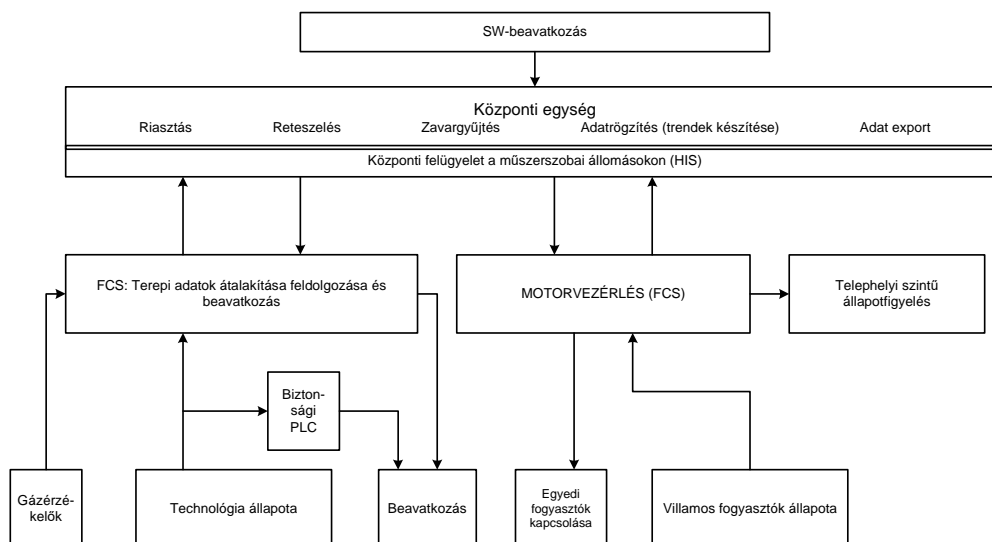 SW-beavatkozás
Központi egység
Riasztás Reteszelés Zavargyűjtés Adatrögzítés (trendek készítése) Adat export
Központi felügyelet a műszerszobai állomásokon (HIS)
FCS: Terepi adatok átalakítása feldolgozása és
beavatkozás
MOTORVEZÉRLÉS (FCS)
Telephelyi szintű
állapotfigyelés
Bizton-
sági
PLC
Gázérzé-
kelők
Technológia állapota
Beavatkozás
Egyedi
fogyasztók
kapcsolása
Villamos fogyasztók álapota